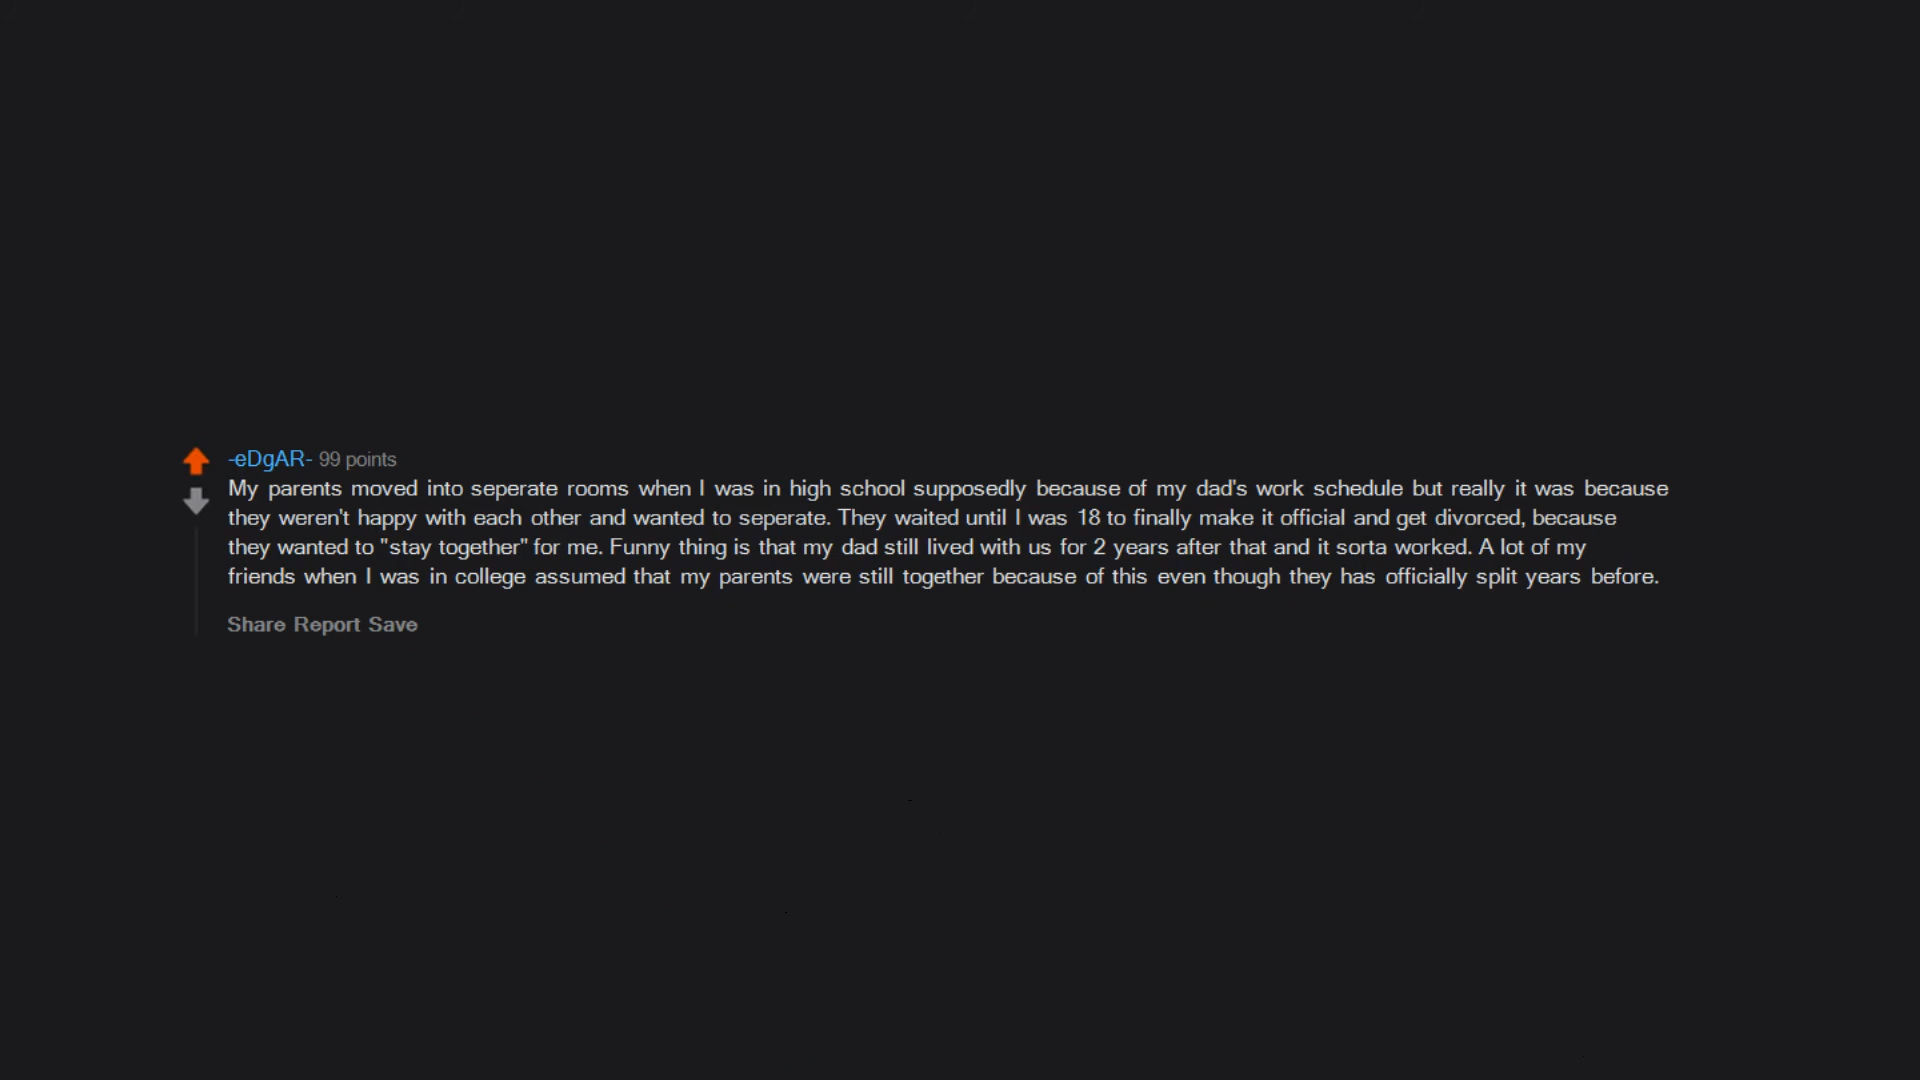 -eDgAR- 99 points
My parents moved into seperate rooms when I was in high school supposedly because of my dad's work schedule but really it was because
they weren't happy with each other and wanted to seperate. They waited until I was 18 to finally make it official and get divorced, because
they wanted to "stay together" for me. Funny thing is that my dad still lived with us for 2 years after that and it sorta worked. A lot of my
friends when I was in college assumed that my parents were still together because of this even though they has officially split years before.
Share Report Save